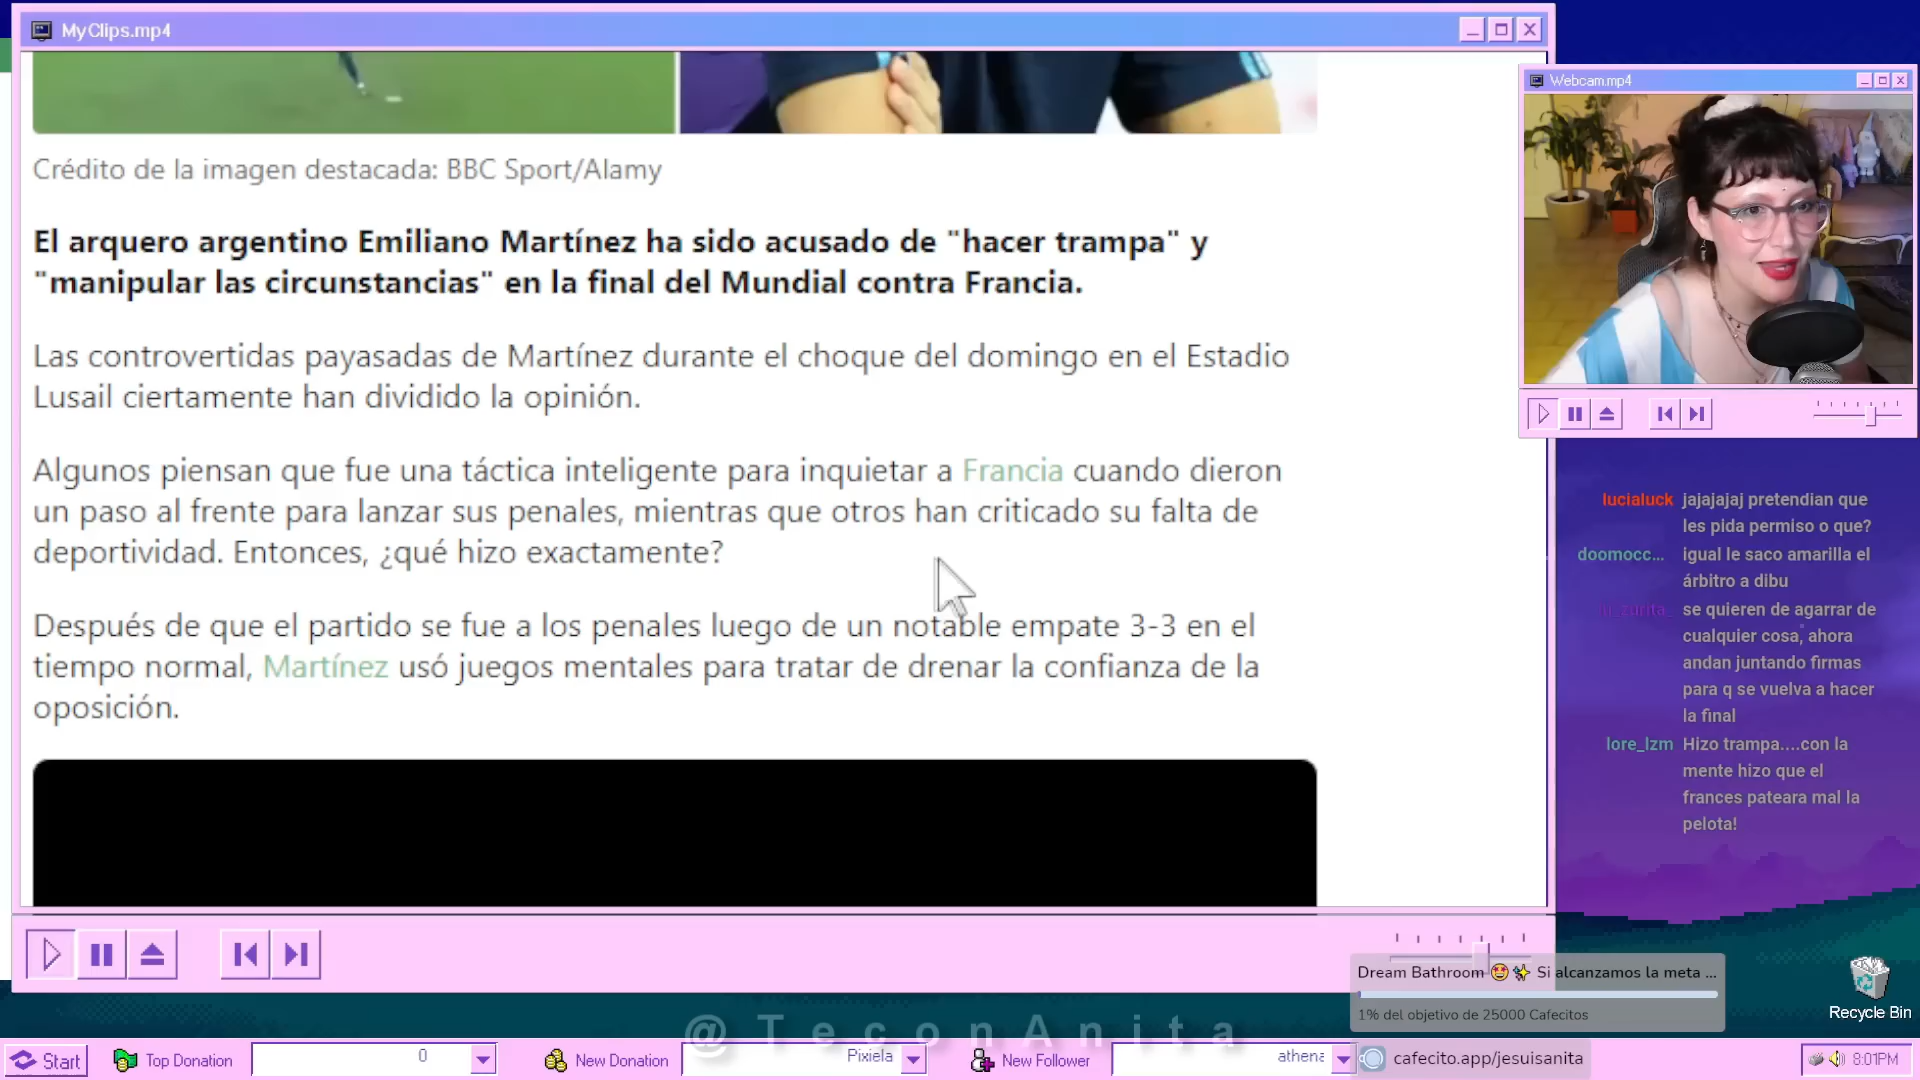 MyClips.mp4
Crédito de la imagen destacada: BBC Sport/Alamy
El arquero argentino Emiliano Martínez ha sido acusado de "hacer trampa" y
"manipular las circunstancias" en la final del Mundial contra Francia.
Las controvertidas payasadas de Martínez durante el choque del domingo en el Estadio
Lusail ciertamente han dividido la opinión.
Algunos piensan que fue una táctica inteligente para inquietar a Francia cuando dieron
un paso al frente para lanzar sus penales, mientras que otros han criticado su falta de
deportividad. Entonces, ¿qué hizo exactamente?
Después de que el partido se fue a los penales luego de un notable empate 3-3 en el
tiempo normal, Martínez usó juegos mentales para tratar de drenar la confianza de la
oposición.
Webcam.mp4
lucialuck jajajajaj pretendian que
les pida permiso o que?
doomocc... igual le saco amarilla el
árbitro a dibu
se quieren de agarrar de
cualquier cosa, ahora
andan juntando firmas
para q se vuelva a hacer
la final
lore_lzm Hizo trampa....con la
mente hizo que el
frances pateara mal la
pelota!
Dream Bathroom 🤩✨ Si alcanzamos la meta ...
1% del objetivo de 25000 Cafecitos
Recycle Bin
@TeconAnita
Start
Top Donation
0
New Donation
Pixiela
New Follower
athena
cafecito.app/jesuisanita
8:01PM